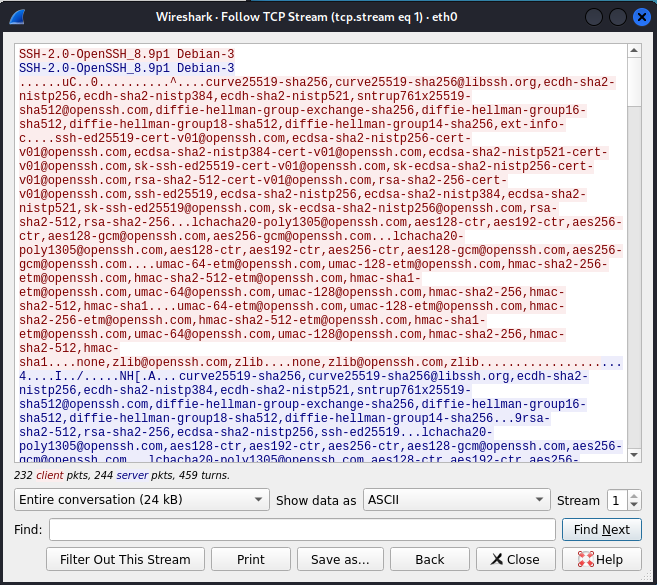 Wireshark · Follow TCP Stream (tcp.stream eq 1) · eth0
SSH-2.0-OpenSSH_8.9p1 Debian-3
SSH-2.0-OpenSSH_8.9p1 Debian-3
......uC..0..........^....curve25519-sha256,curve25519-sha256@libssh.org,ecdh-sha2-
nistp256,ecdh-sha2-nistp384,ecdh-sha2-nistp521,sntrup761x25519-
sha512@openssh.com,diffie-hellman-group-exchange-sha256,diffie-hellman-group16-
sha512,diffie-hellman-group18-sha512,diffie-hellman-group14-sha256,ext-info-
c....ssh-ed25519-cert-v01@openssh.com,ecdsa-sha2-nistp256-cert-
v01@openssh.com,ecdsa-sha2-nistp384-cert-v01@openssh.com,ecdsa-sha2-nistp521-cert-
v01@openssh.com,sk-ssh-ed25519-cert-v01@openssh.com,sk-ecdsa-sha2-nistp256-cert-
v01@openssh.com,rsa-sha2-512-cert-v01@openssh.com,rsa-sha2-256-cert-
v01@openssh.com,ssh-ed25519,ecdsa-sha2-nistp256,ecdsa-sha2-nistp384,ecdsa-sha2-
nistp521,sk-ssh-ed25519@openssh.com,sk-ecdsa-sha2-nistp256@openssh.com,rsa-
sha2-512,rsa-sha2-256...lchacha20-poly1305@openssh.com,aes128-ctr,aes192-ctr,aes256-
ctr,aes128-gcm@openssh.com,aes256-gcm@openssh.com...lchacha20-
poly1305@openssh.com,aes128-ctr,aes192-ctr,aes256-ctr,aes128-gcm@openssh.com,aes256-
gcm@openssh.com....umac-64-etm@openssh.com,umac-128-etm@openssh.com,hmac-sha2-256-
etm@openssh.com,hmac-sha2-512-etm@openssh.com,hmac-sha1-
etm@openssh.com,umac-64@openssh.com,umac-128@openssh.com,hmac-sha2-256,hmac-
sha2-512,hmac-sha1....umac-64-etm@openssh.com,umac-128-etm@openssh.com,hmac-
sha2-256-etm@openssh.com,hmac-sha2-512-etm@openssh.com,hmac-sha1-
etm@openssh.com,umac-64@openssh.com,umac-128@openssh.com,hmac-sha2-256,hmac-
sha2-512,hmac-
sha1....none,zlib@openssh.com,zlib....none,zlib@openssh.com,zlib....................4
4....I../.....NH[.A...curve25519-sha256,curve25519-sha256@libssh.org,ecdh-sha2-
nistp256,ecdh-sha2-nistp384,ecdh-sha2-nistp521,sntrup761x25519-
sha512@openssh.com,diffie-hellman-group-exchange-sha256,diffie-hellman-group16-
sha512,diffie-hellman-group18-sha512,diffie-hellman-group14-sha256...9rsa-
sha2-512,rsa-sha2-256,ecdsa-sha2-nistp256,ssh-ed25519...lchacha20-
poly1305@openssh.com,aes128-ctr,aes192-ctr,aes256-ctr,aes128-gcm@openssh.com,aes256-
gcm@openssh.com...lchacha20-poly1305@openssh.com,aes128-ctr,aes192-ctr,aes256-
232 client pkts, 244 server pkts, 459 turns.
Entire conversation (24 kB) Show data as ASCII Stream 1
Find: Find Next
Filter Out This Stream Print Save as... Back Close Help